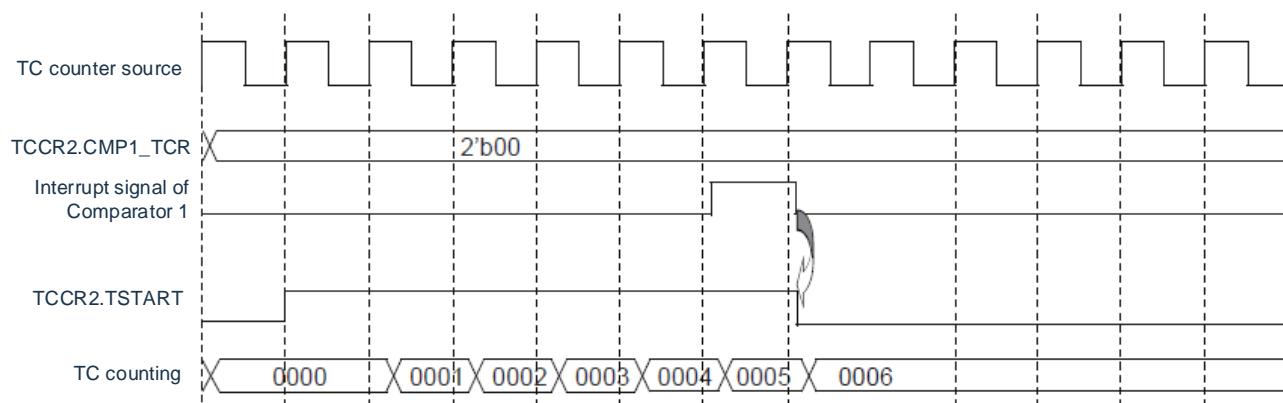 TC counter source
TCCR2.CMP1_TCR
2'b00
Interrupt signal of
Comparator 1
TCCR2.TSTART
TC counting
0000 0001 0002 0003 0004 0005 0006